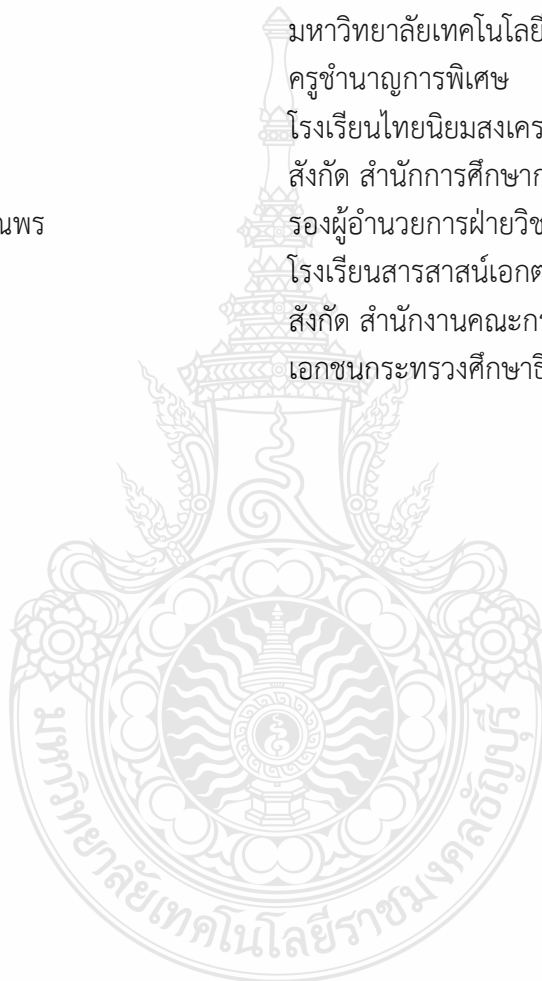 มหาวิทยาลัยเทคโนโลยี
ครูชำนาญการพิเศษ
โรงเรียนไทยนิยมสงเคร
สังกัด สำนักการศึกษาก
ณพร รองผู้อำนวยการฝ่ายวิช
โรงเรียนสารสาสน์เอกต
สังกัด สำนักงานคณะกร
เอกชนกระทรวงศึกษาธิ
มหาวิทยาลัยเทคโนโลยีราชมงคลธัญบุรี